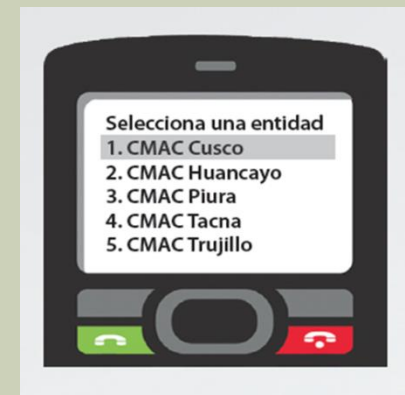 Selecciona una entidad
1. CMAC Cusco
2. CMAC Huancayo
3. CMAC Piura
4. CMAC Tacna
5. CMAC Trujillo